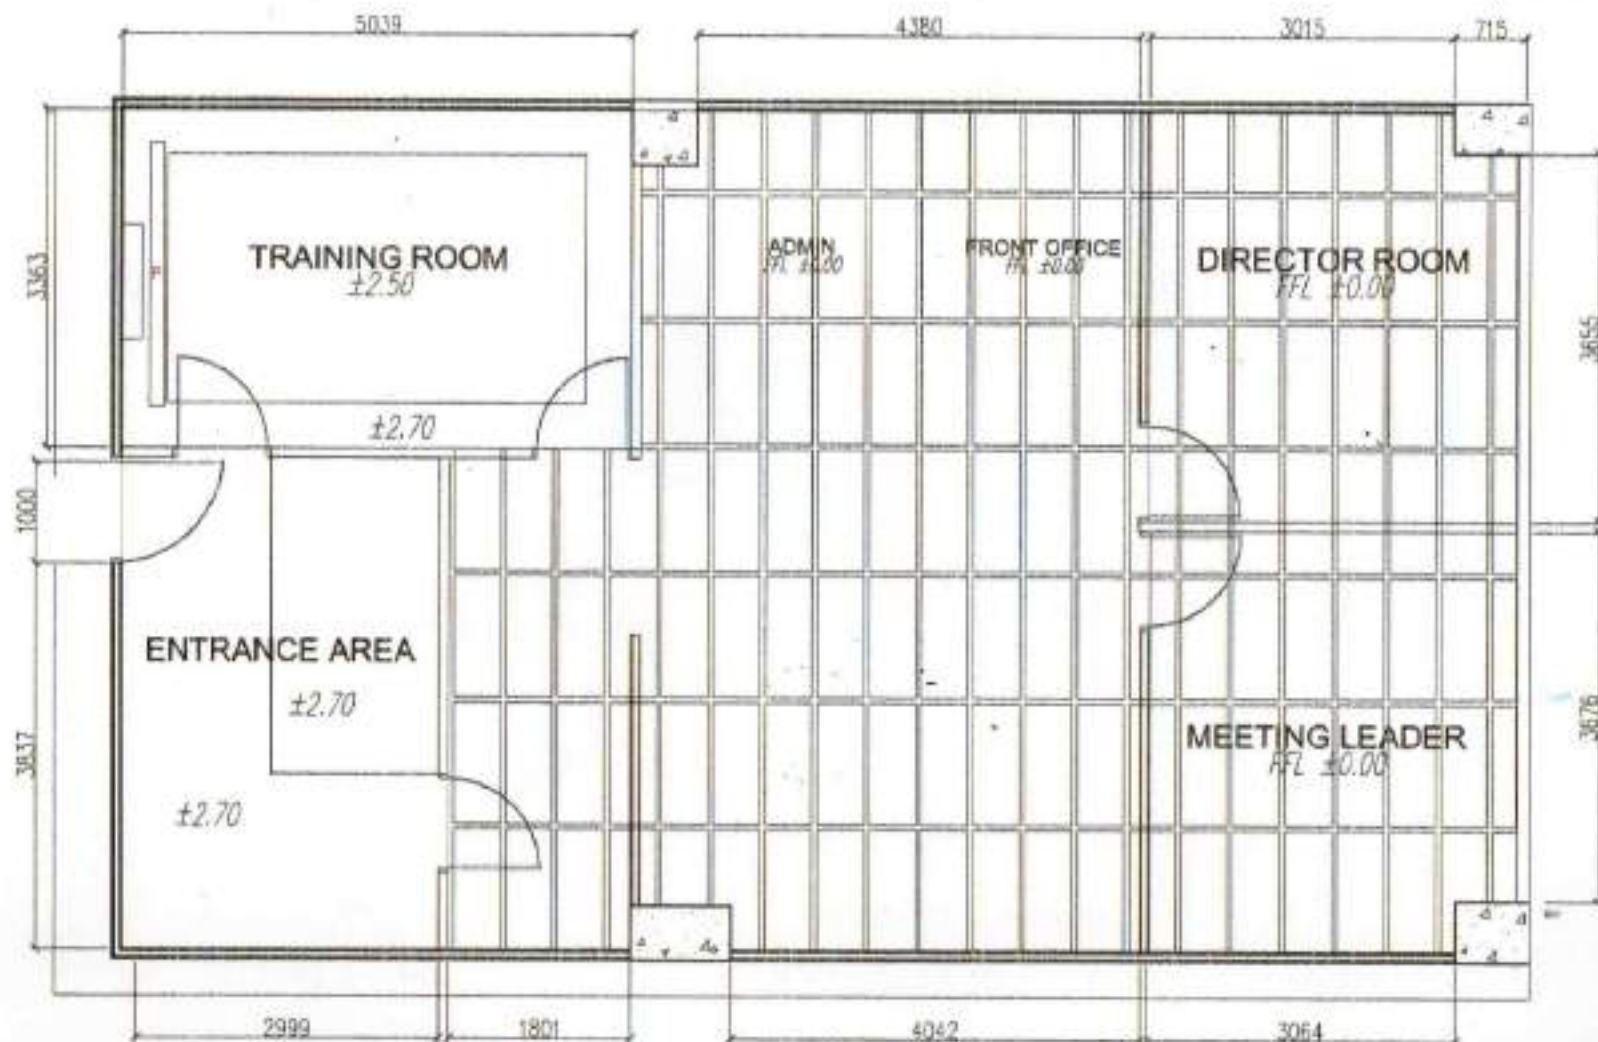 5039
4380
3015
715
TRAINING ROOM
±2.50
ADMIN
FFL ±0.00
FRONT OFFICE
FFL ±0.00
DIRECTOR ROOM
FFL ±0.00
3363
3655
±2.70
1000
ENTRANCE AREA
±2.70
3837
±2.70
MEETING LEADER
FFL ±0.00
3676
2999
1801
4042
3064